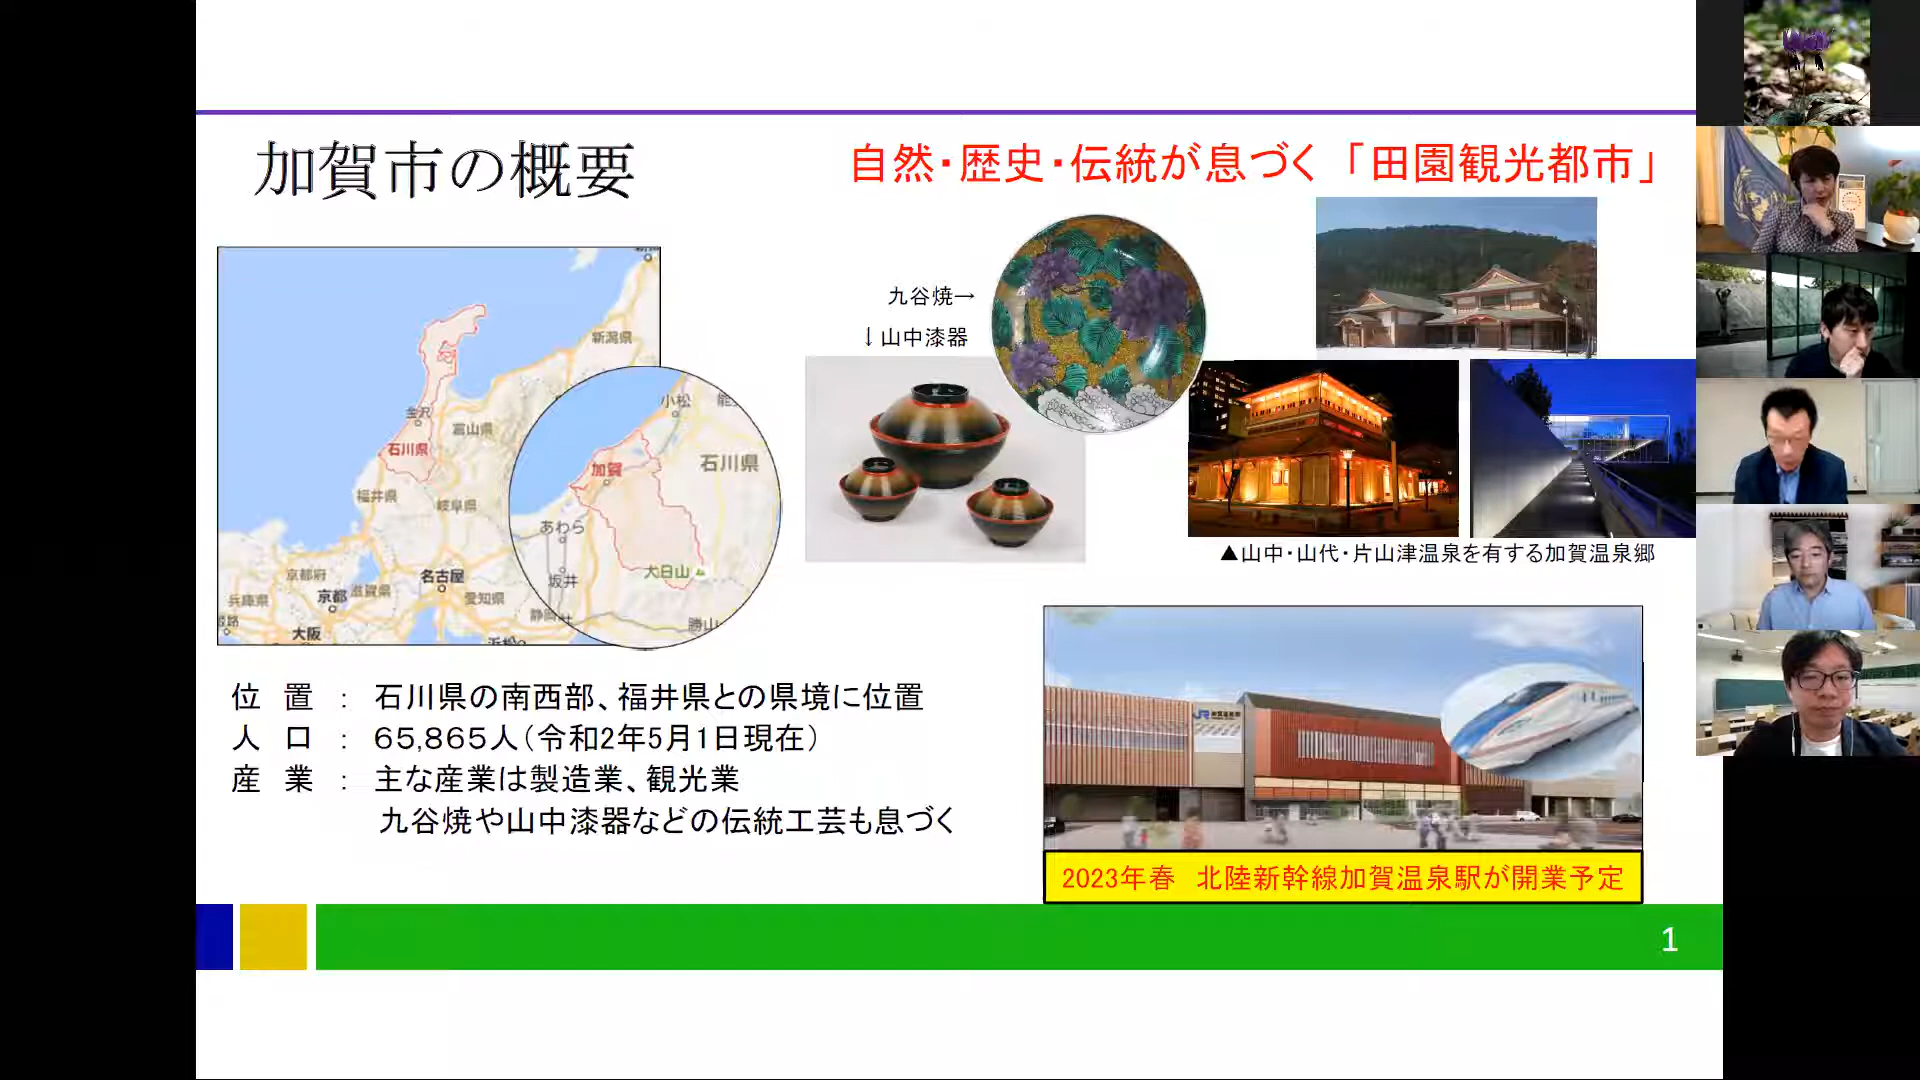 加賀市の概要
自然・歴史・伝統が息づく「田園観光都市」
九谷焼→
↓山中漆器
新潟県
金沢
富山県
石川県
福井県
岐阜県
京都府
名古屋
京都
滋賀県
愛知県
兵庫県
大阪
小松
加賀
石川県
あわら
坂井
大日山
勝山
▲山中・山代・片山津温泉を有する加賀温泉郷
位 置 : 石川県の南西部、福井県との県境に位置
人 口 : 65,865人(令和2年5月1日現在)
産 業 : 主な産業は製造業、観光業
九谷焼や山中漆器などの伝統工芸も息づく
JR
2023年春 北陸新幹線加賀温泉駅が開業予定
1